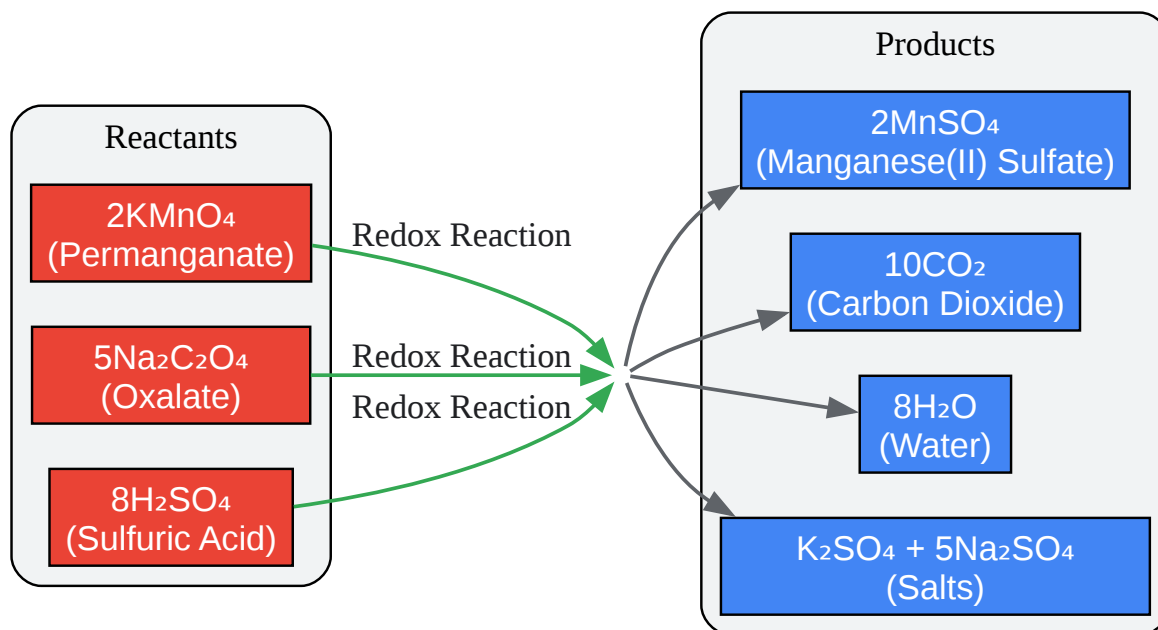 Reactants
2KMnO₄
(Permanganate)
5Na₂C₂O₄
(Oxalate)
8H₂SO₄
(Sulfuric Acid)
Redox Reaction
Redox Reaction
Redox Reaction
Products
2MnSO₄
(Manganese(II) Sulfate)
10CO₂
(Carbon Dioxide)
8H₂O
(Water)
K₂SO₄ + 5Na₂SO₄
(Salts)